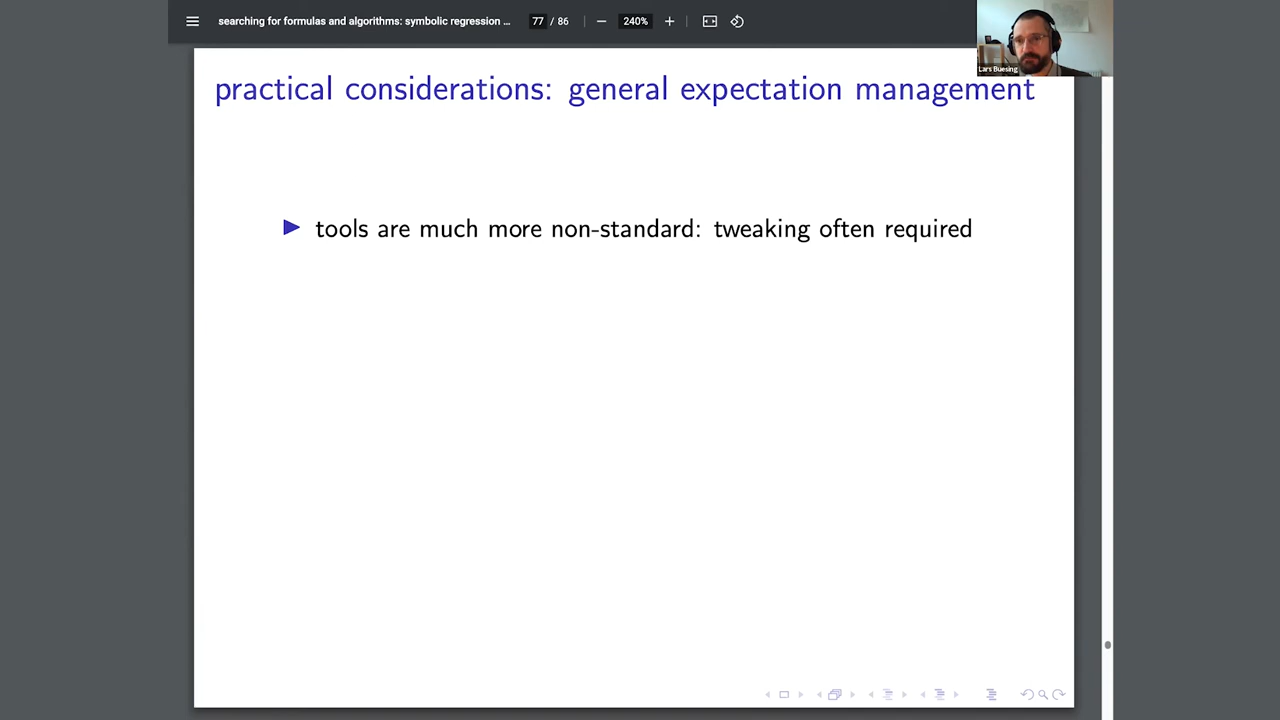 searching for formulas and algorithms: symbolic regression ...
77 / 86
240%
Lars Buesing
practical considerations: general expectation management
tools are much more non-standard: tweaking often required